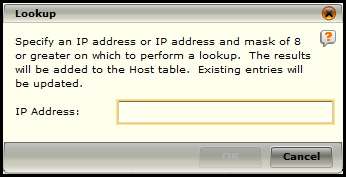 Lookup
Specify an IP address or IP address and mask of 8
or greater on which to perform a lookup. The results
will be added to the Host table. Existing entries will
be updated.
IP Address:
OK
Cancel